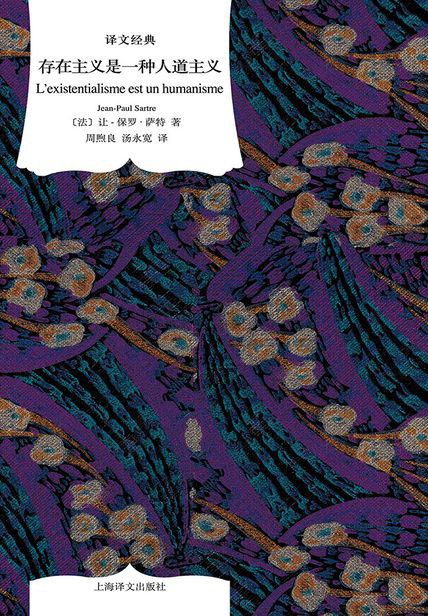 译文经典
存在主义是一种人道主义
L'existentialisme est un humanisme
Jean-Paul Sartre
〔法〕让-保罗·萨特 著
周煦良 汤永宽 译
上海译文出版社